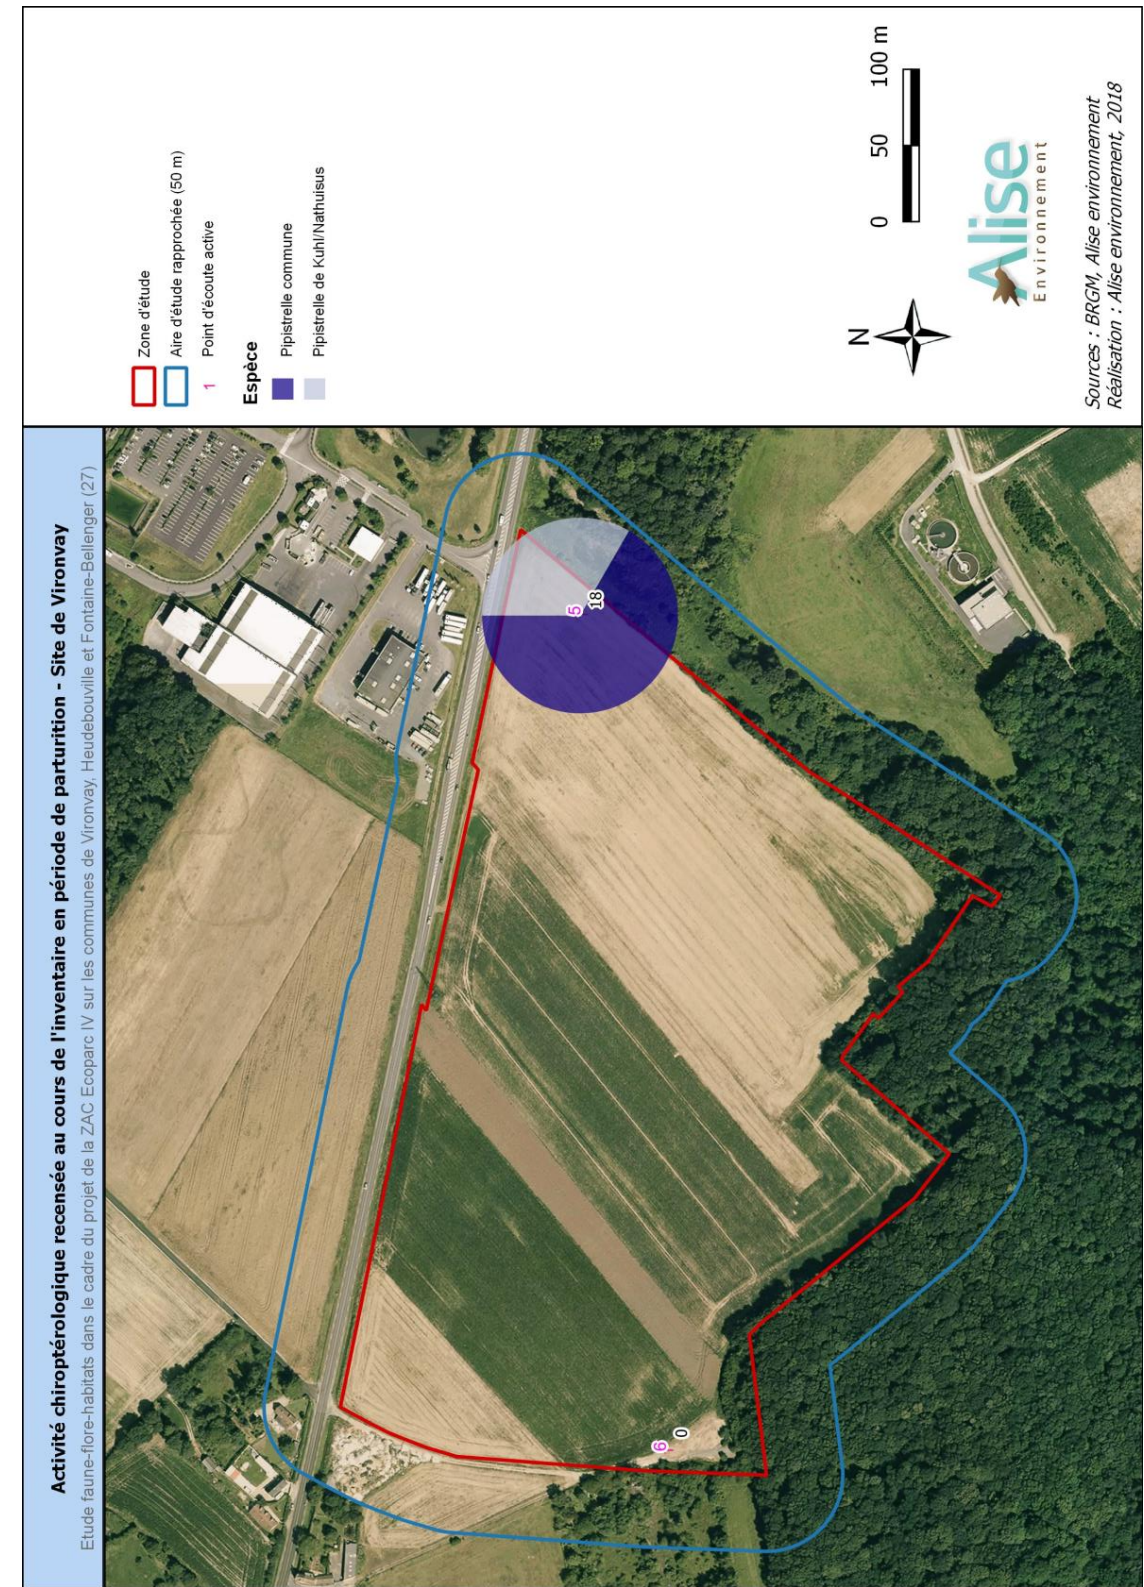 Activité chiroptérologique recensée au cours de l'inventaire en période de parturition - Site de Vironvay
Etude faune-flore-habitats dans le cadre du projet de la ZAC Ecoparc IV sur les communes de Vironvay, Heudebouville et Fontaine-Bellenger (27)
6
0
5
18
Zone d'étude
Aire d'étude rapprochée (50 m)
1 Point d'écoute active
Espèce
Pipistrelle commune
Pipistrelle de Kuhl/Nathuisus
N
0 50 100 m
Alise
Environnement
Sources : BRGM, Alise environnement
Réalisation : Alise environnement, 2018